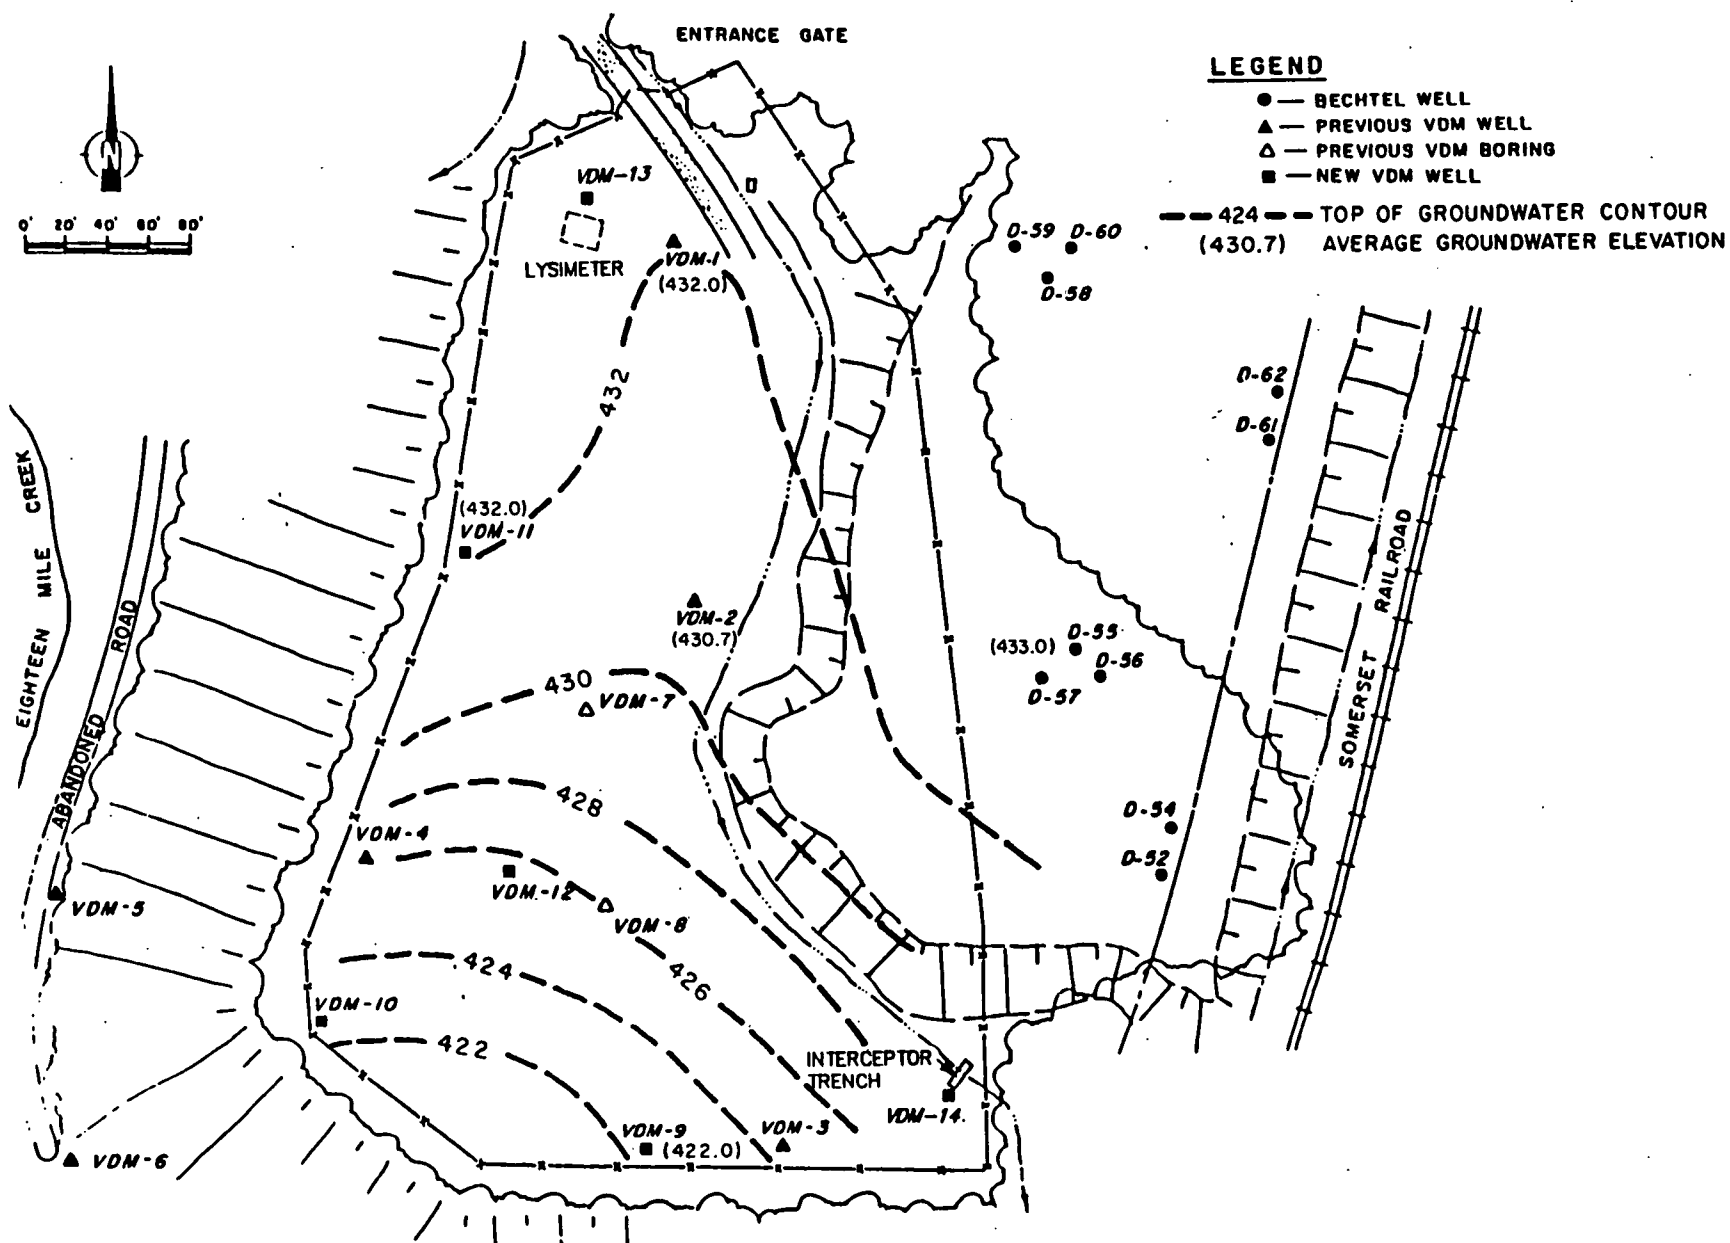 ENTRANCE GATE
LEGEND
● — BECHTEL WELL
▲ — PREVIOUS VDM WELL
△ — PREVIOUS VDM BORING
■ — NEW VDM WELL
— — 424 — — TOP OF GROUNDWATER CONTOUR
(430.7) AVERAGE GROUNDWATER ELEVATION
N
0' 20' 40' 60' 80'
VDM-13
LYSIMETER
VDM-1
(432.0)
D-59
D-60
D-58
432
D-62
D-61
(432.0)
VDM-11
EIGHTEEN MILE CREEK
ABANDONED ROAD
SOMERSET RAILROAD
VDM-2
(430.7)
(433.0)
D-55
D-56
D-57
430
VDM-7
428
VDM-4
D-54
D-52
VDM-12
VDM-5
VDM-8
424
426
VDM-10
422
INTERCEPTOR
TRENCH
VDM-14.
VDM-9
(422.0)
VDM-3
VDM-6